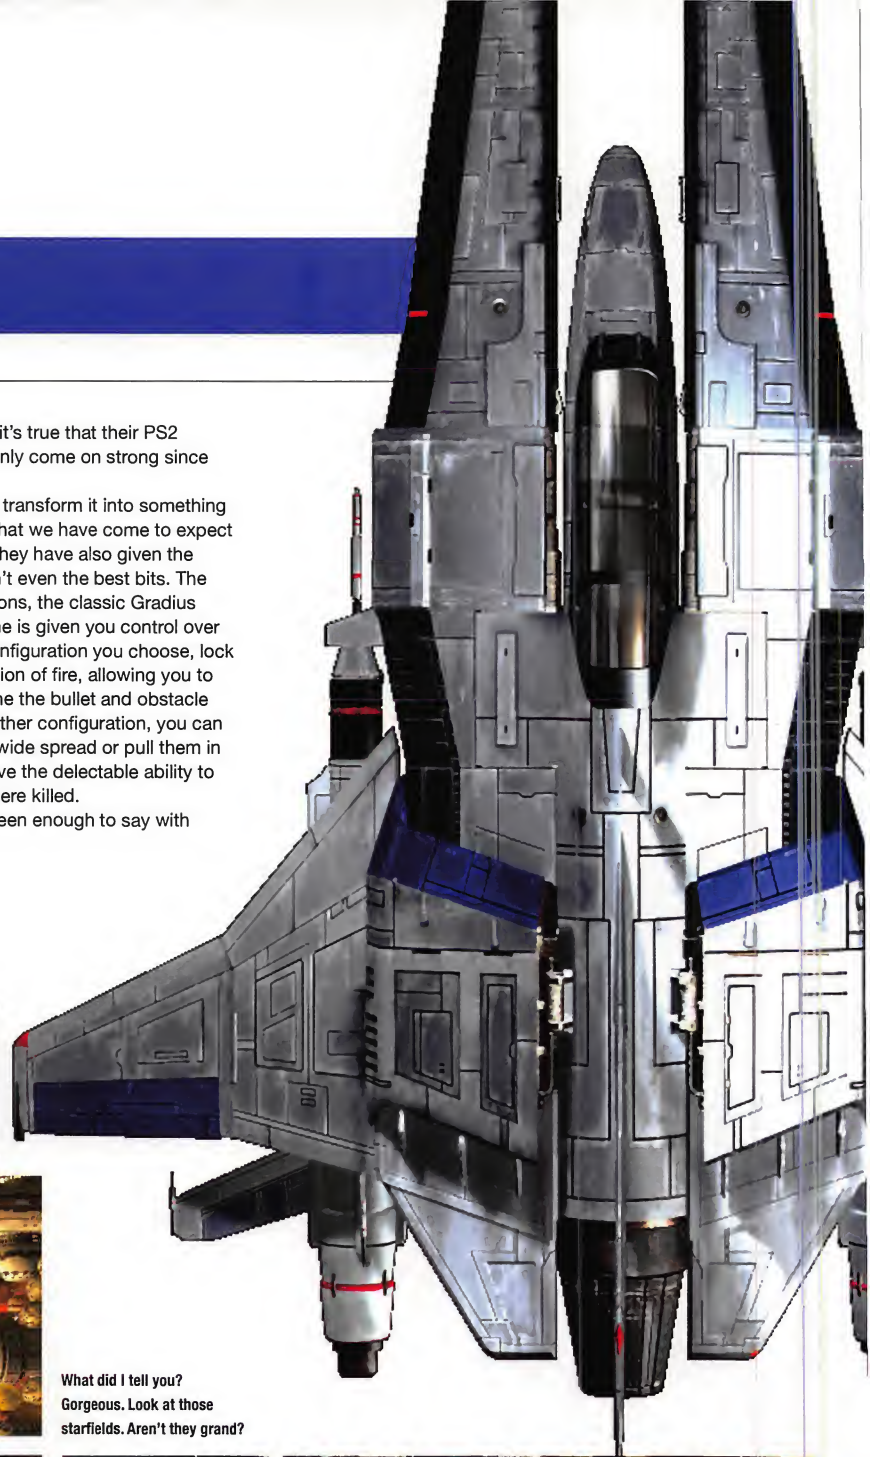 it's true that their PS2
nly come on strong since
transform it into something
hat we have come to expect
hey have also given the
't even the best bits. The
ons, the classic Gradius
e is given you control over
nfiguration you choose, lock
ion of fire, allowing you to
ne the bullet and obstacle
ther configuration, you can
wide spread or pull them in
ve the delectable ability to
ere killed.
een enough to say with
What did I tell you?
Gorgeous. Look at those
starfields. Aren't they grand?